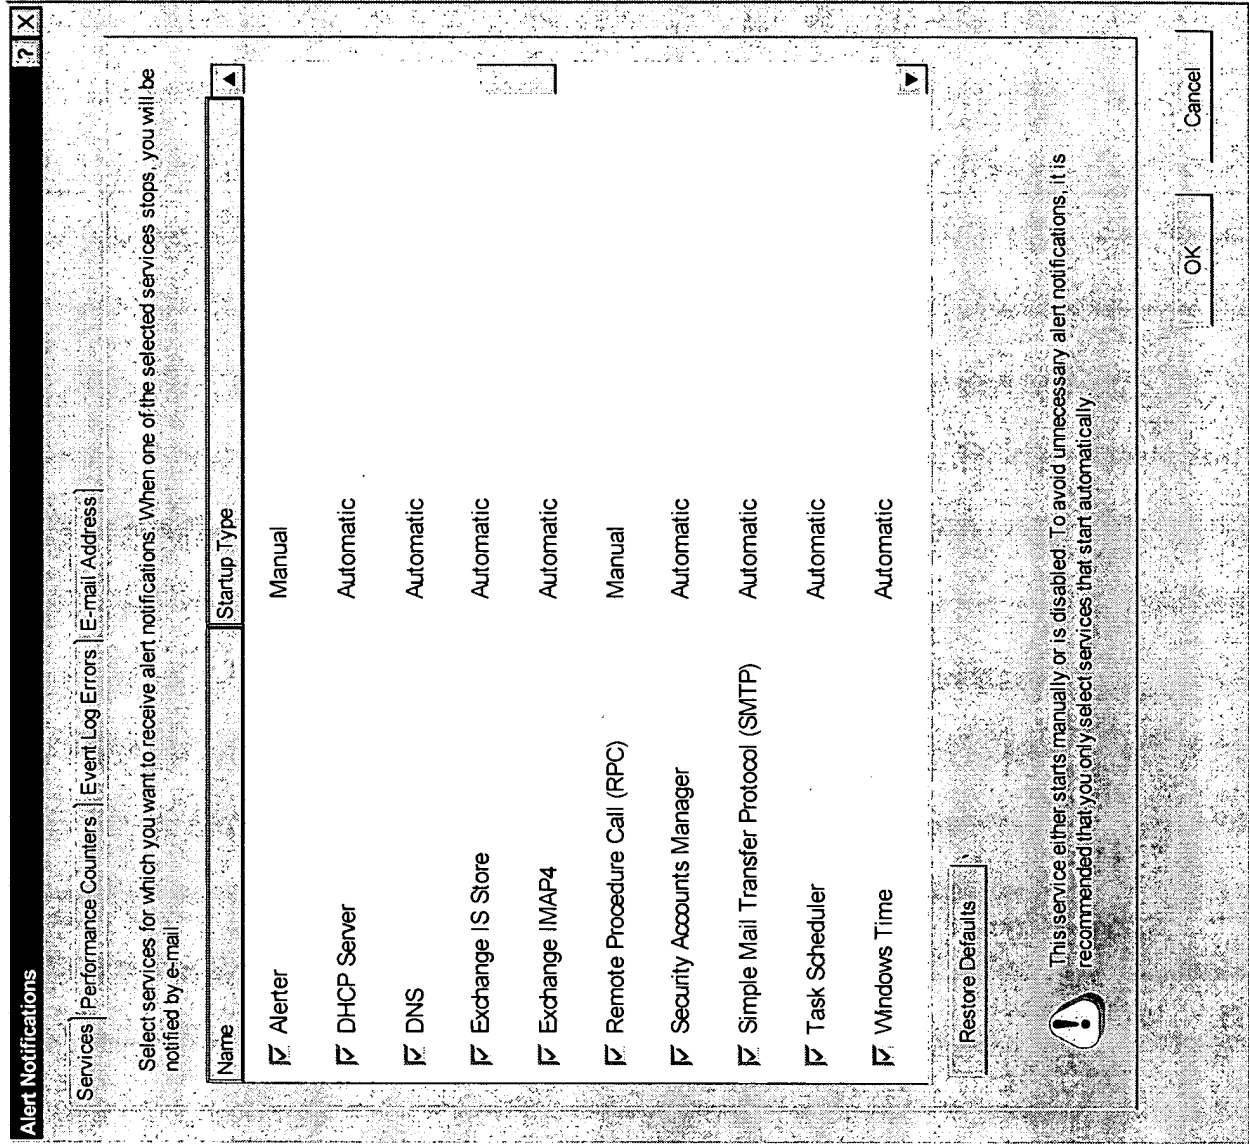 Alert Notifications ? X
Services Performance Counters Event Log Errors E-mail Address
Select services for which you want to receive alert notifications. When one of the selected services stops, you will be
notified by e-mail
Name Startup Type
Alerter Manual
DHCP Server Automatic
DNS Automatic
Exchange IS Store Automatic
Exchange IMAP4 Automatic
Remote Procedure Call (RPC) Manual
Security Accounts Manager Automatic
Simple Mail Transfer Protocol (SMTP) Automatic
Task Scheduler Automatic
Windows Time Automatic
Restore Defaults
This service either starts manually or is disabled. To avoid unnecessary alert notifications, it is
recommended that you only select services that start automatically.
OK Cancel